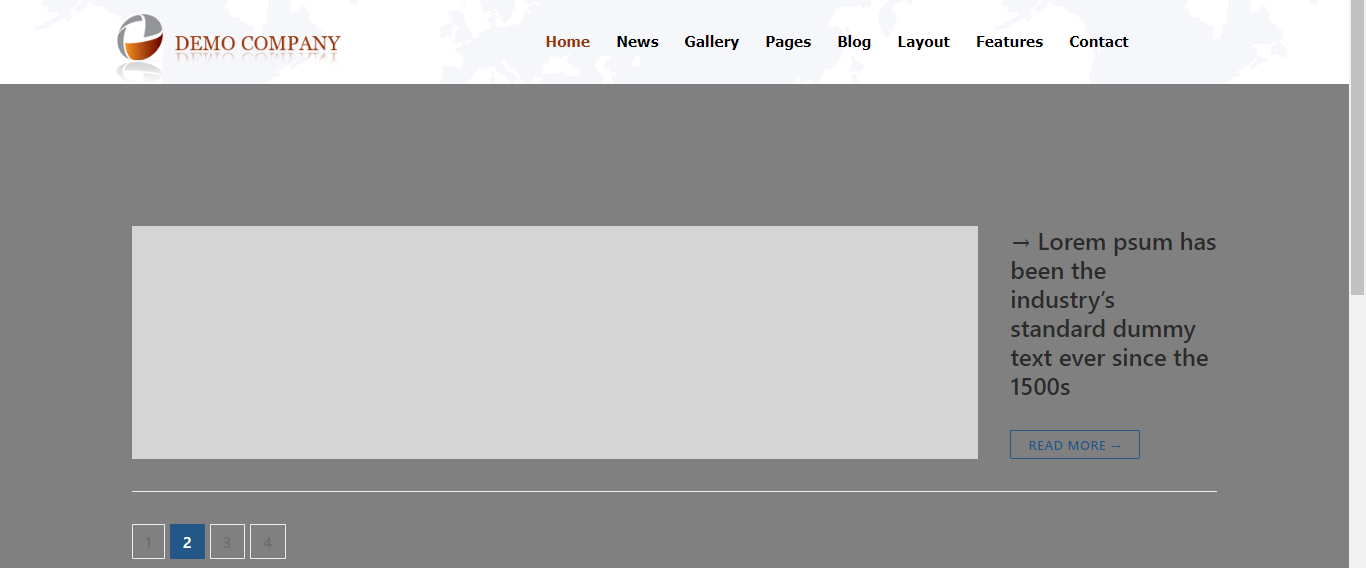 DEMO COMPANY
Home News Gallery Pages Blog Layout Features Contact
→ Lorem psum has
been the
industry’s
standard dummy
text ever since the
1500s
READ MORE →
1 2 3 4